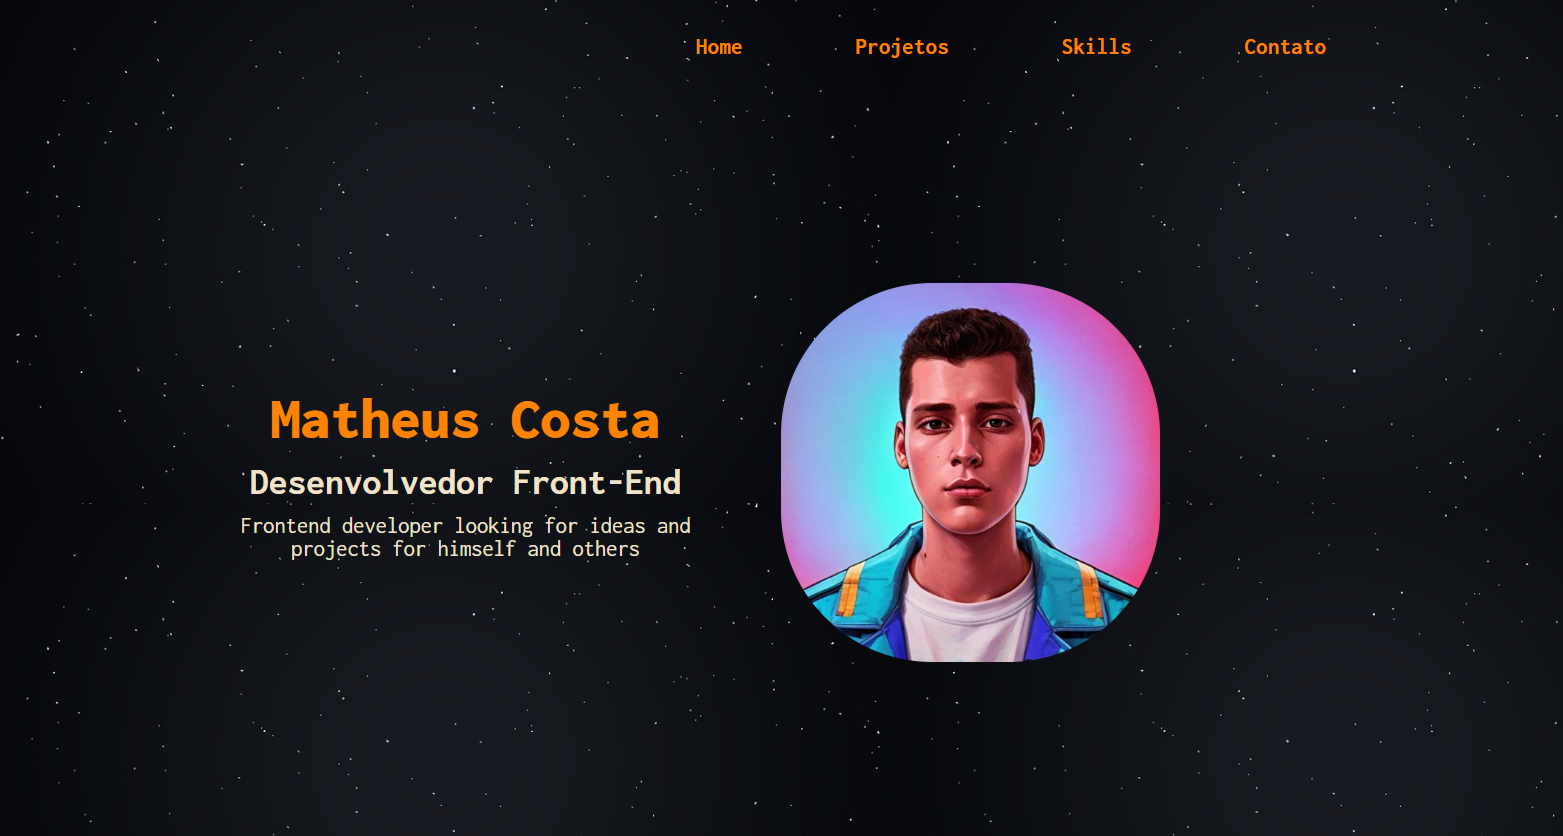 Home Projetos Skills Contato
Matheus Costa
Desenvolvedor Front-End
Frontend developer looking for ideas and
projects for himself and others